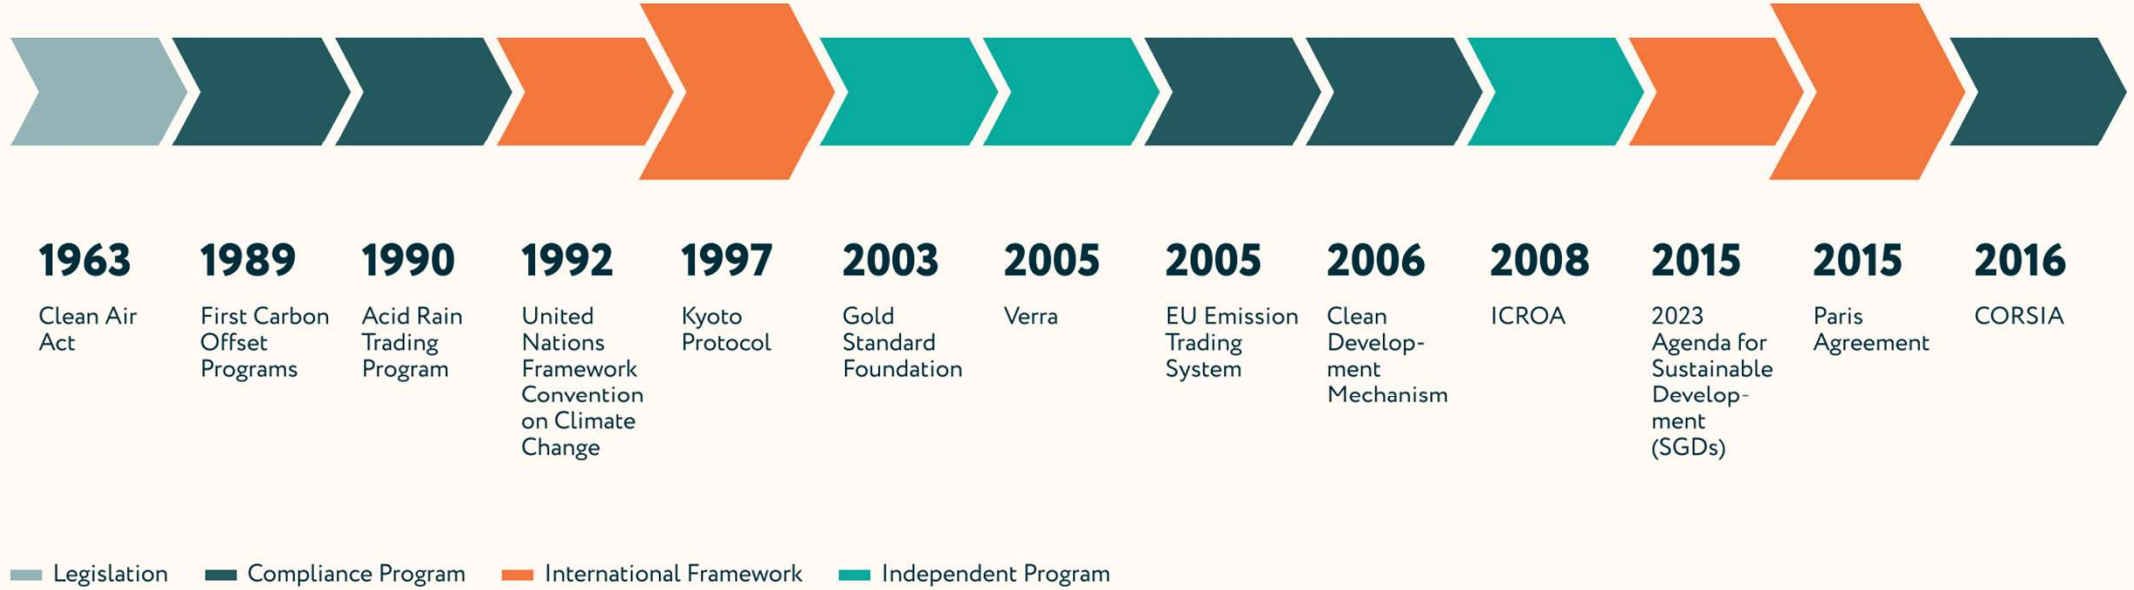 1963
Clean Air
Act
1989
First Carbon
Offset
Programs
1990
Acid Rain
Trading
Program
1992
United
Nations
Framework
Convention
on Climate
Change
1997
Kyoto
Protocol
2003
Gold
Standard
Foundation
2005
Verra
2005
EU Emission
Trading
System
2006
Clean
Develop-
ment
Mechanism
2008
ICROA
2015
2023
Agenda for
Sustainable
Develop-
ment
(SGDs)
2015
Paris
Agreement
2016
CORSIA
Legislation
Compliance Program
International Framework
Independent Program